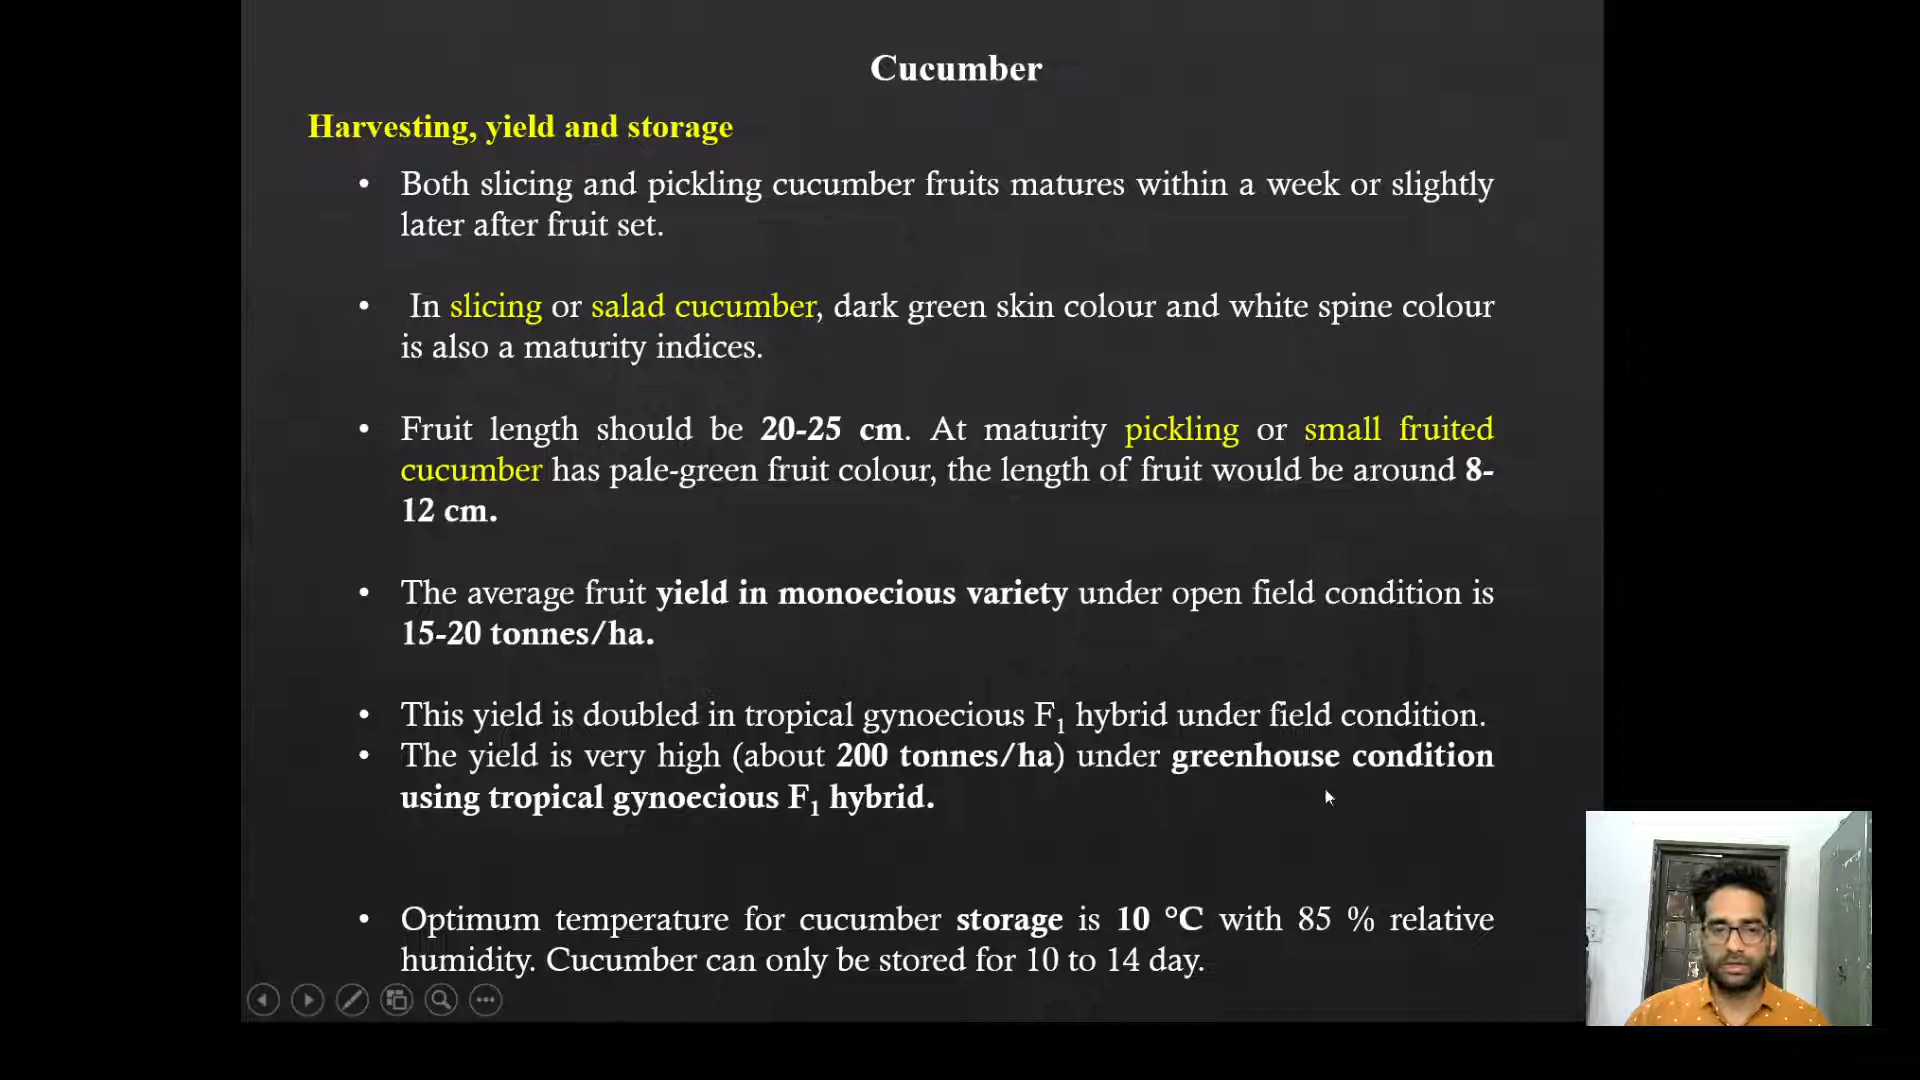 Cucumber
Harvesting, yield and storage
• Both slicing and pickling cucumber fruits matures within a week or slightly
later after fruit set.
• In slicing or salad cucumber, dark green skin colour and white spine colour
is also a maturity indices.
• Fruit length should be 20-25 cm. At maturity pickling or small fruited
cucumber has pale-green fruit colour, the length of fruit would be around 8-
12 cm.
• The average fruit yield in monoecious variety under open field condition is
15-20 tonnes/ha.
• This yield is doubled in tropical gynoecious F₁ hybrid under field condition.
• The yield is very high (about 200 tonnes/ha) under greenhouse condition
using tropical gynoecious F₁ hybrid.
• Optimum temperature for cucumber storage is 10 °C with 85 % relative
humidity. Cucumber can only be stored for 10 to 14 day.